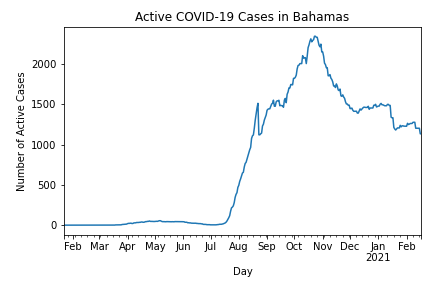 Active COVID-19 Cases in Bahamas
Number of Active Cases
2000
1500
1000
500
0
Feb Mar Apr May Jun Jul Aug Sep Oct Nov Dec Jan Feb
2021
Day